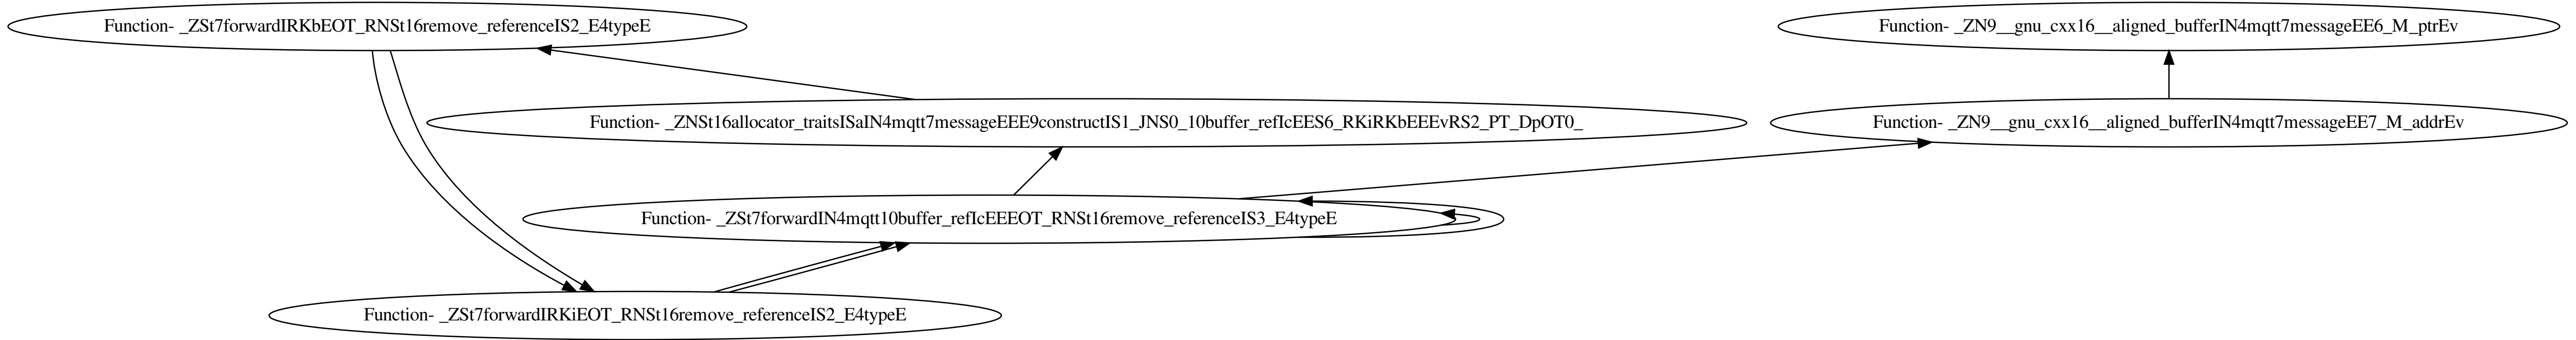 Function- _ZSt7forwardIRKbEOT_RNSt16remove_referenceIS2_E4typeE
Function- _ZN9__gnu_cxx16__aligned_bufferIN4mqtt7messageEE6_M_ptrEv
Function- _ZNSt16allocator_traitsISaIN4mqtt7messageEEE9constructIS1_JNS0_10buffer_refIcEES6_RKiRKbEEEvRS2_PT_DpOT0_
Function- _ZN9__gnu_cxx16__aligned_bufferIN4mqtt7messageEE7_M_addrEv
Function- _ZSt7forwardIN4mqtt10buffer_refIcEEEOT_RNSt16remove_referenceIS3_E4typeE
Function- _ZSt7forwardIRKiEOT_RNSt16remove_referenceIS2_E4typeE